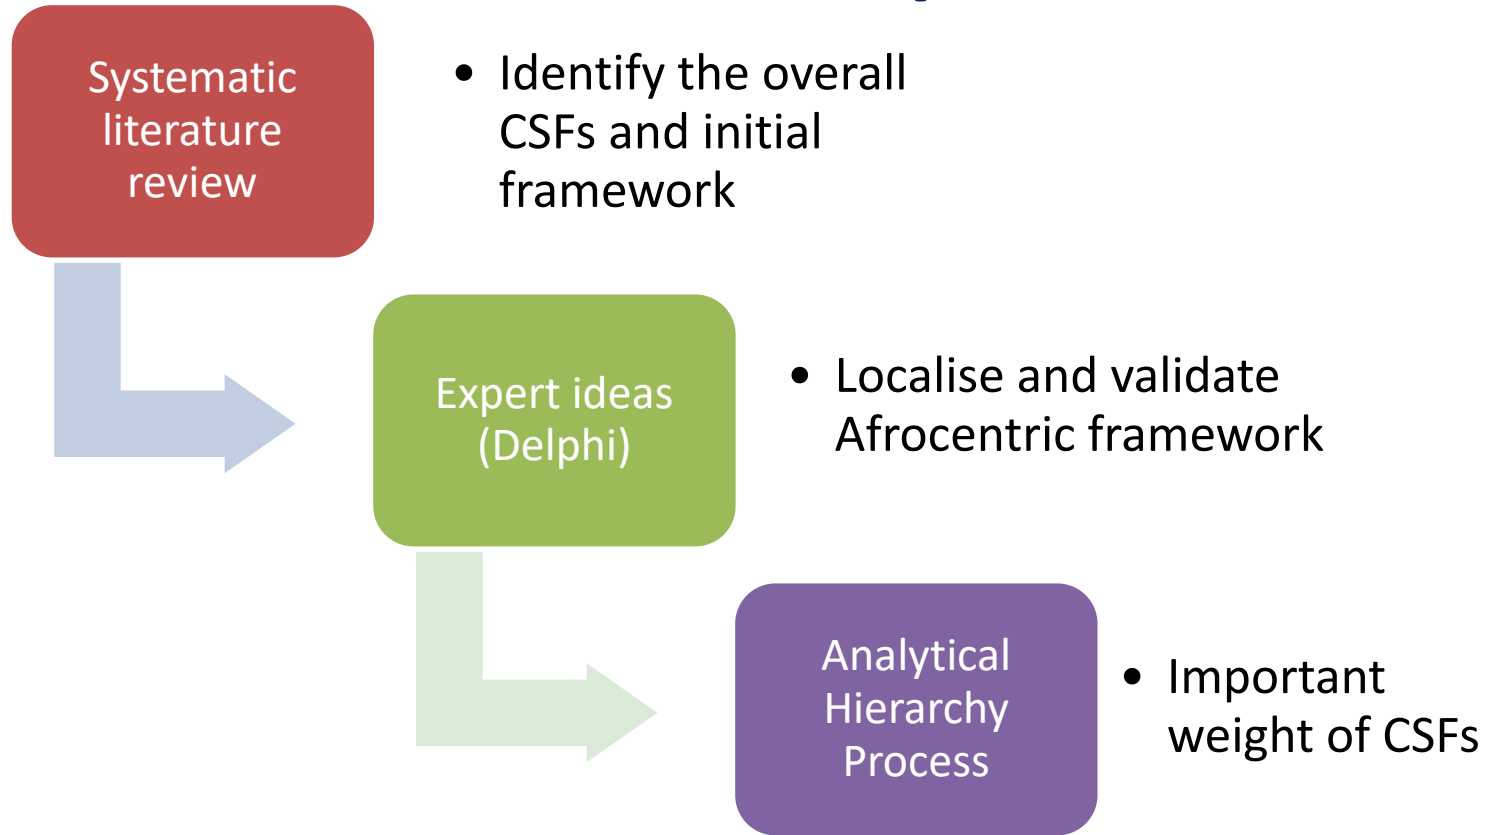 Systematic
literature
review
• Identify the overall
CSFs and initial
framework
Expert ideas
(Delphi)
• Localise and validate
Afrocentric framework
Analytical
Hierarchy
Process
• Important
weight of CSFs